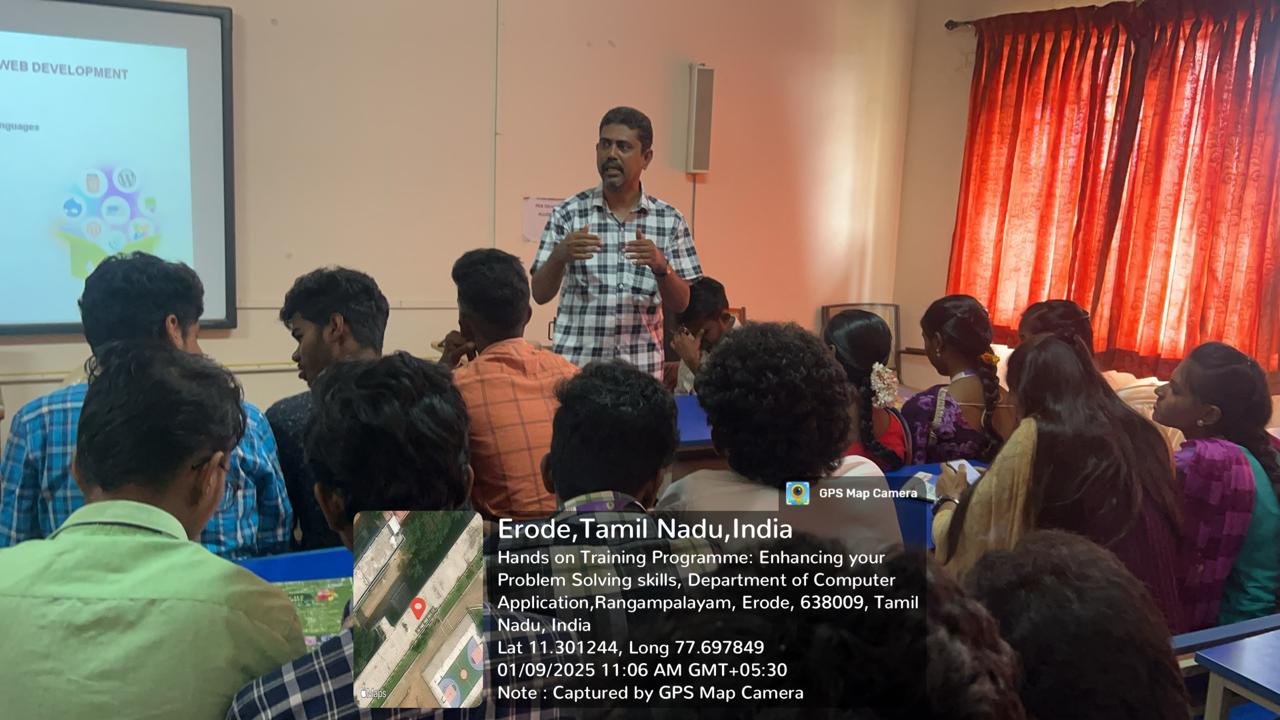 WEB DEVELOPMENT
nguages
GPS Map Camera
Erode,Tamil Nadu,India
Hands on Training Programme: Enhancing your
Problem Solving skills, Department of Computer
Application,Rangampalayam, Erode, 638009, Tamil
Nadu, India
Lat 11.301244, Long 77.697849
01/09/2025 11:06 AM GMT+05:30
Note : Captured by GPS Map Camera
Maps